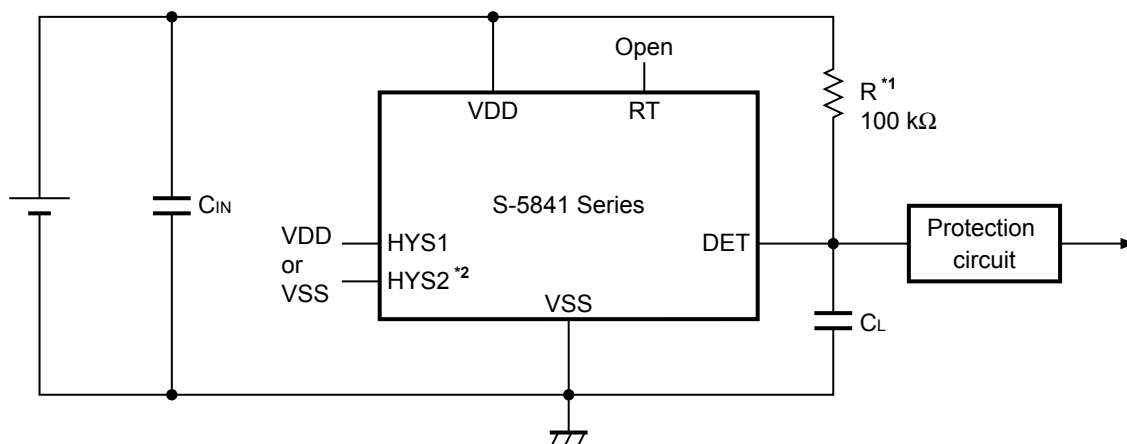 Open
VDD
RT
R *1
100 kΩ
CIN
S-5841 Series
VDD
or
VSS
HYS1
HYS2 *2
DET
Protection
circuit
VSS
CL